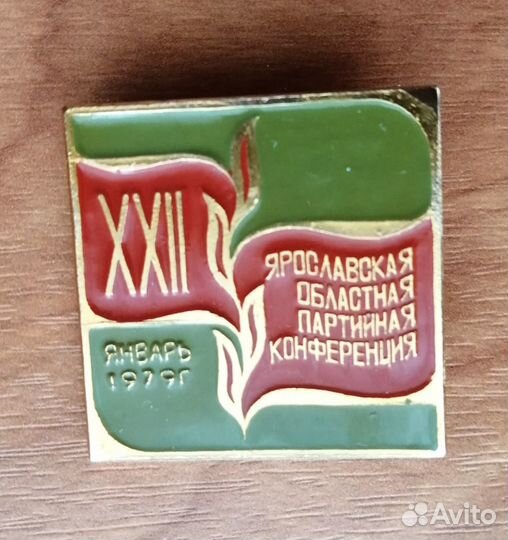 XXII
ЯРОСЛАВСКАЯ
ОБЛАСТНАЯ
ПАРТИЙНАЯ
КОНФЕРЕНЦИЯ
ЯНВАРЬ
1979Г
Avito